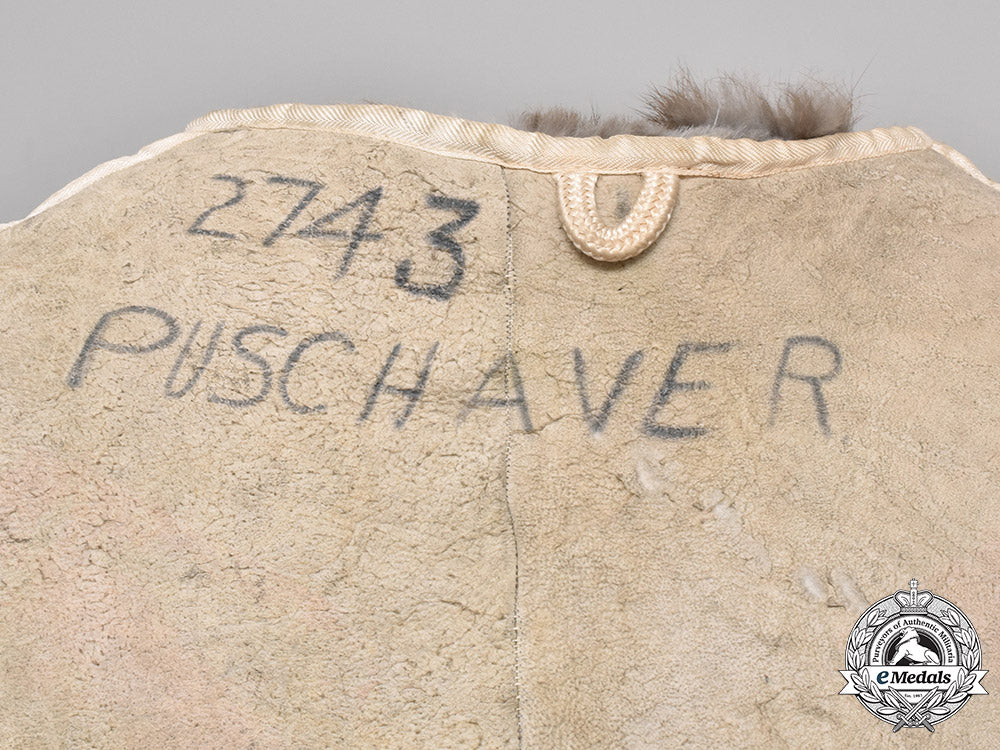 2743
PUSCHAVER
Purveyors of Authentic Militaria
eMedals